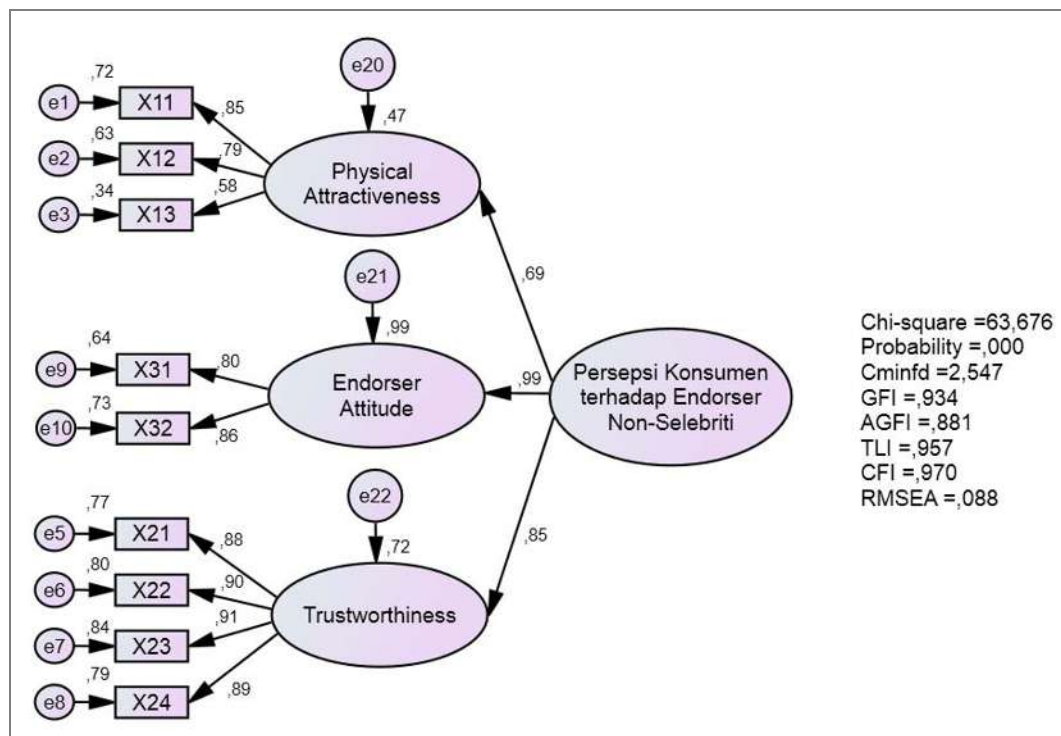 e20
,72
,47
e1
X11
,85
,63
e2
X12
,79
Physical
Attractiveness
,34
,58
e3
X13
e21
,69
,99
,64
e9
X31
,80
Endorser
Attitude
,99
,73
e10
X32
,86
Persepsi Konsumen
terhadap Endorser
Non-Selebriti
e22
,77
,72
,85
e5
X21
,88
,80
e6
X22
,90
Trustworthiness
,84
,91
e7
X23
,79
,89
e8
X24
Chi-square =63,676
Probability =,000
Cminfd =2,547
GFI =,934
AGFI =,881
TLI =,957
CFI =,970
RMSEA =,088